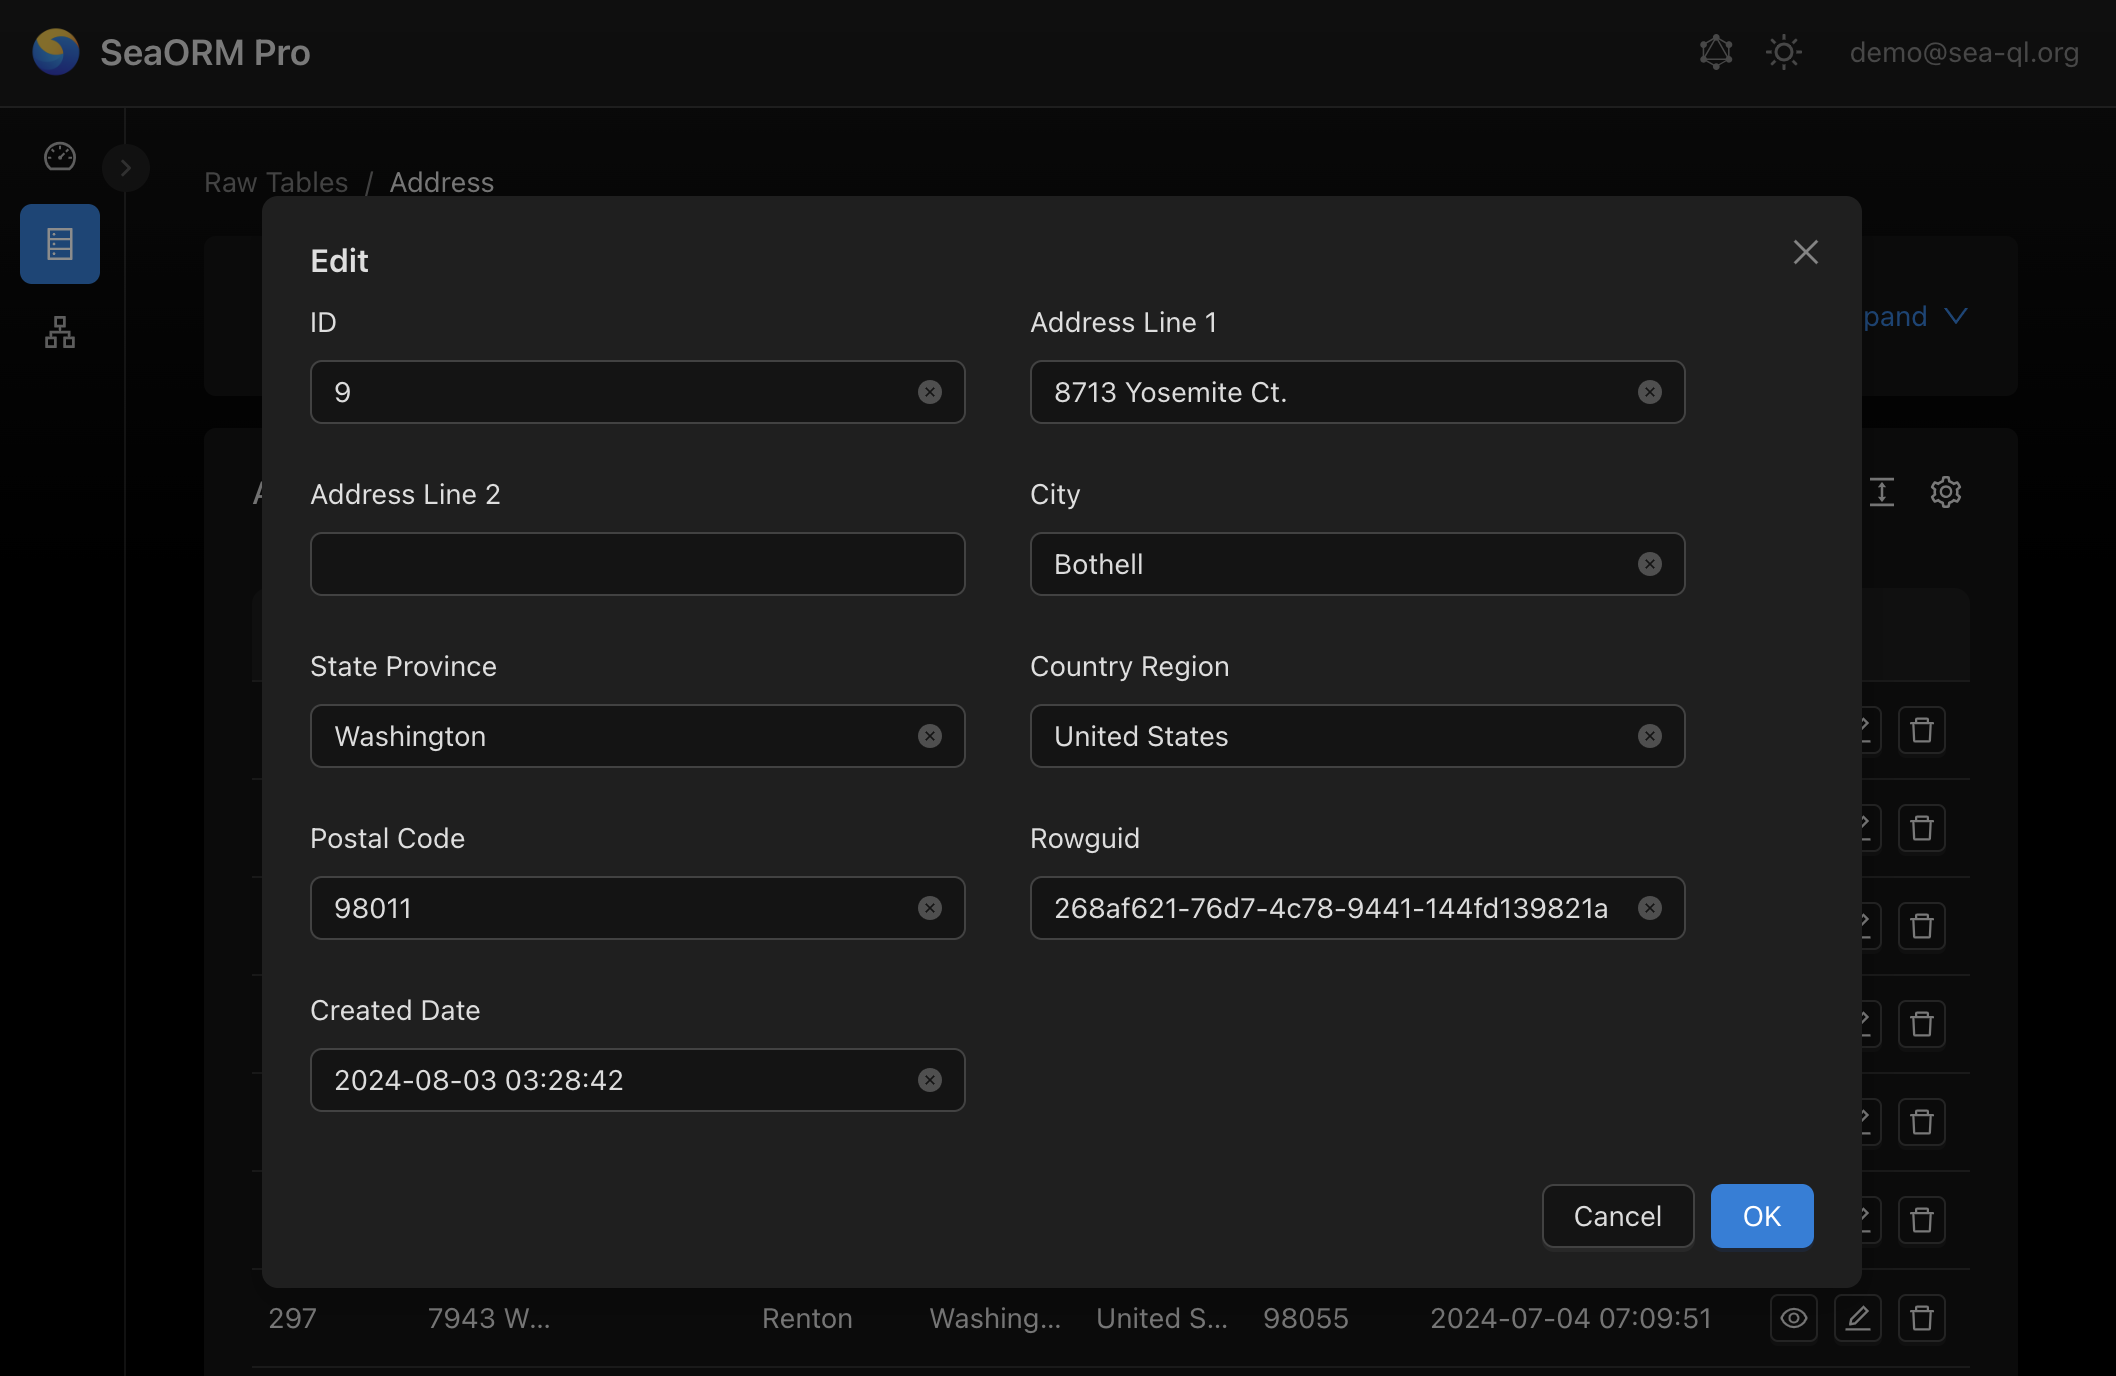 SeaORM Pro
demo@sea-ql.org
Raw Tables / Address
Edit
ID
Address Line 1
9
8713 Yosemite Ct.
Address Line 2
City
Bothell
State Province
Country Region
Washington
United States
Postal Code
Rowguid
98011
268af621-76d7-4c78-9441-144fd139821a
Created Date
2024-08-03 03:28:42
Cancel
OK
297 7943 W... Renton Washing... United S... 98055 2024-07-04 07:09:51